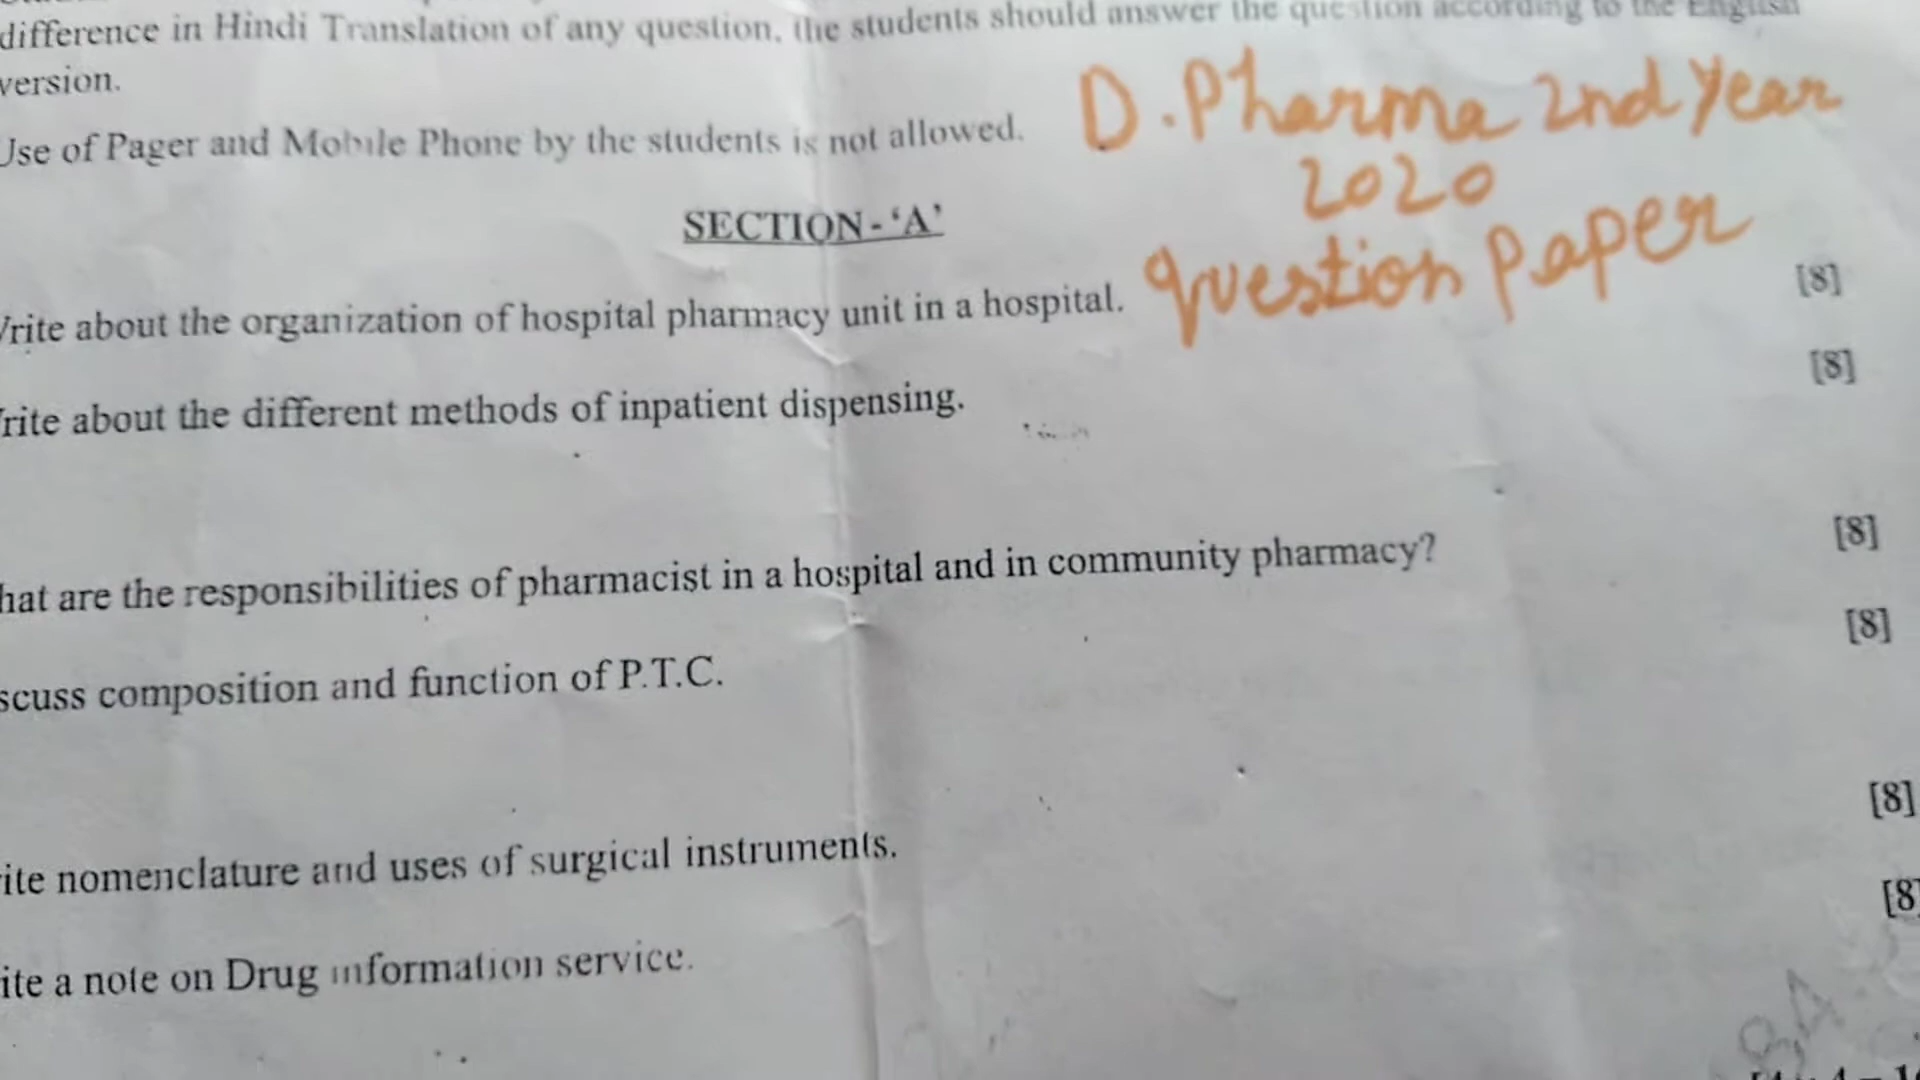 difference in Hindi Translation of any question, the students should answer the question according to the English
version.
Use of Pager and Mobile Phone by the students is not allowed.
D. Pharma 2nd Year
2020
Question Paper
SECTION - 'A'
Write about the organization of hospital pharmacy unit in a hospital. [8]
rite about the different methods of inpatient dispensing. [8]
hat are the responsibilities of pharmacist in a hospital and in community pharmacy? [8]
scuss composition and function of P.T.C. [8]
ite nomenclature and uses of surgical instruments. [8]
ite a note on Drug information service. [8]